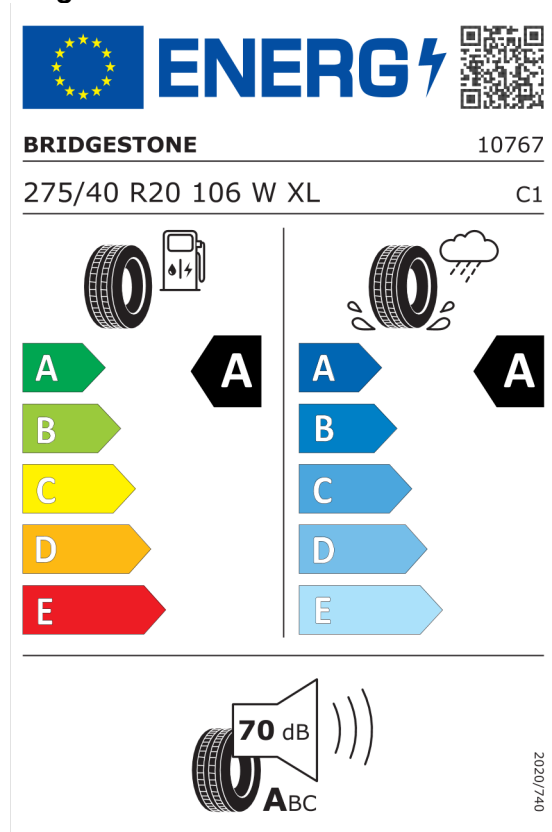 ENERG
BRIDGESTONE 10767
275/40 R20 106 W XL C1
A A
A A
B B
C C
D D
E E
70 dB
ABC
2020/740